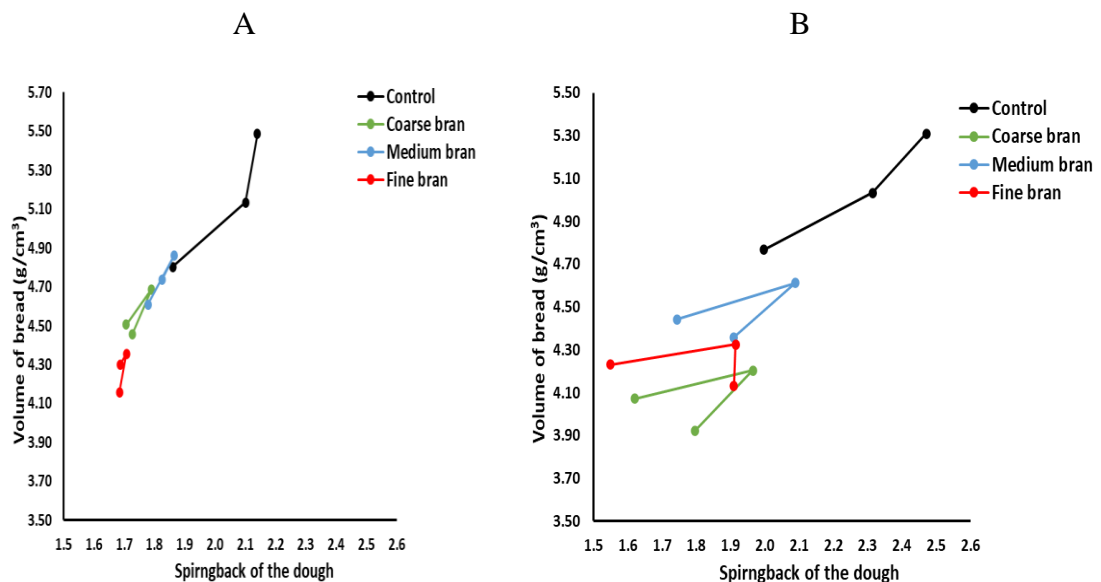 A
B
Volume of bread (g/cm³)
5.70
5.50
5.30
5.10
4.90
4.70
4.50
4.30
4.10
3.90
3.70
3.50
1.5 1.6 1.7 1.8 1.9 2.0 2.1 2.2 2.3 2.4 2.5 2.6
Spirngback of the dough
Control
Coarse bran
Medium bran
Fine bran
Volume of bread (g/cm³)
5.50
5.30
5.10
4.90
4.70
4.50
4.30
4.10
3.90
3.70
3.50
1.5 1.6 1.7 1.8 1.9 2.0 2.1 2.2 2.3 2.4 2.5 2.6
Spirngback of the dough
Control
Coarse bran
Medium bran
Fine bran